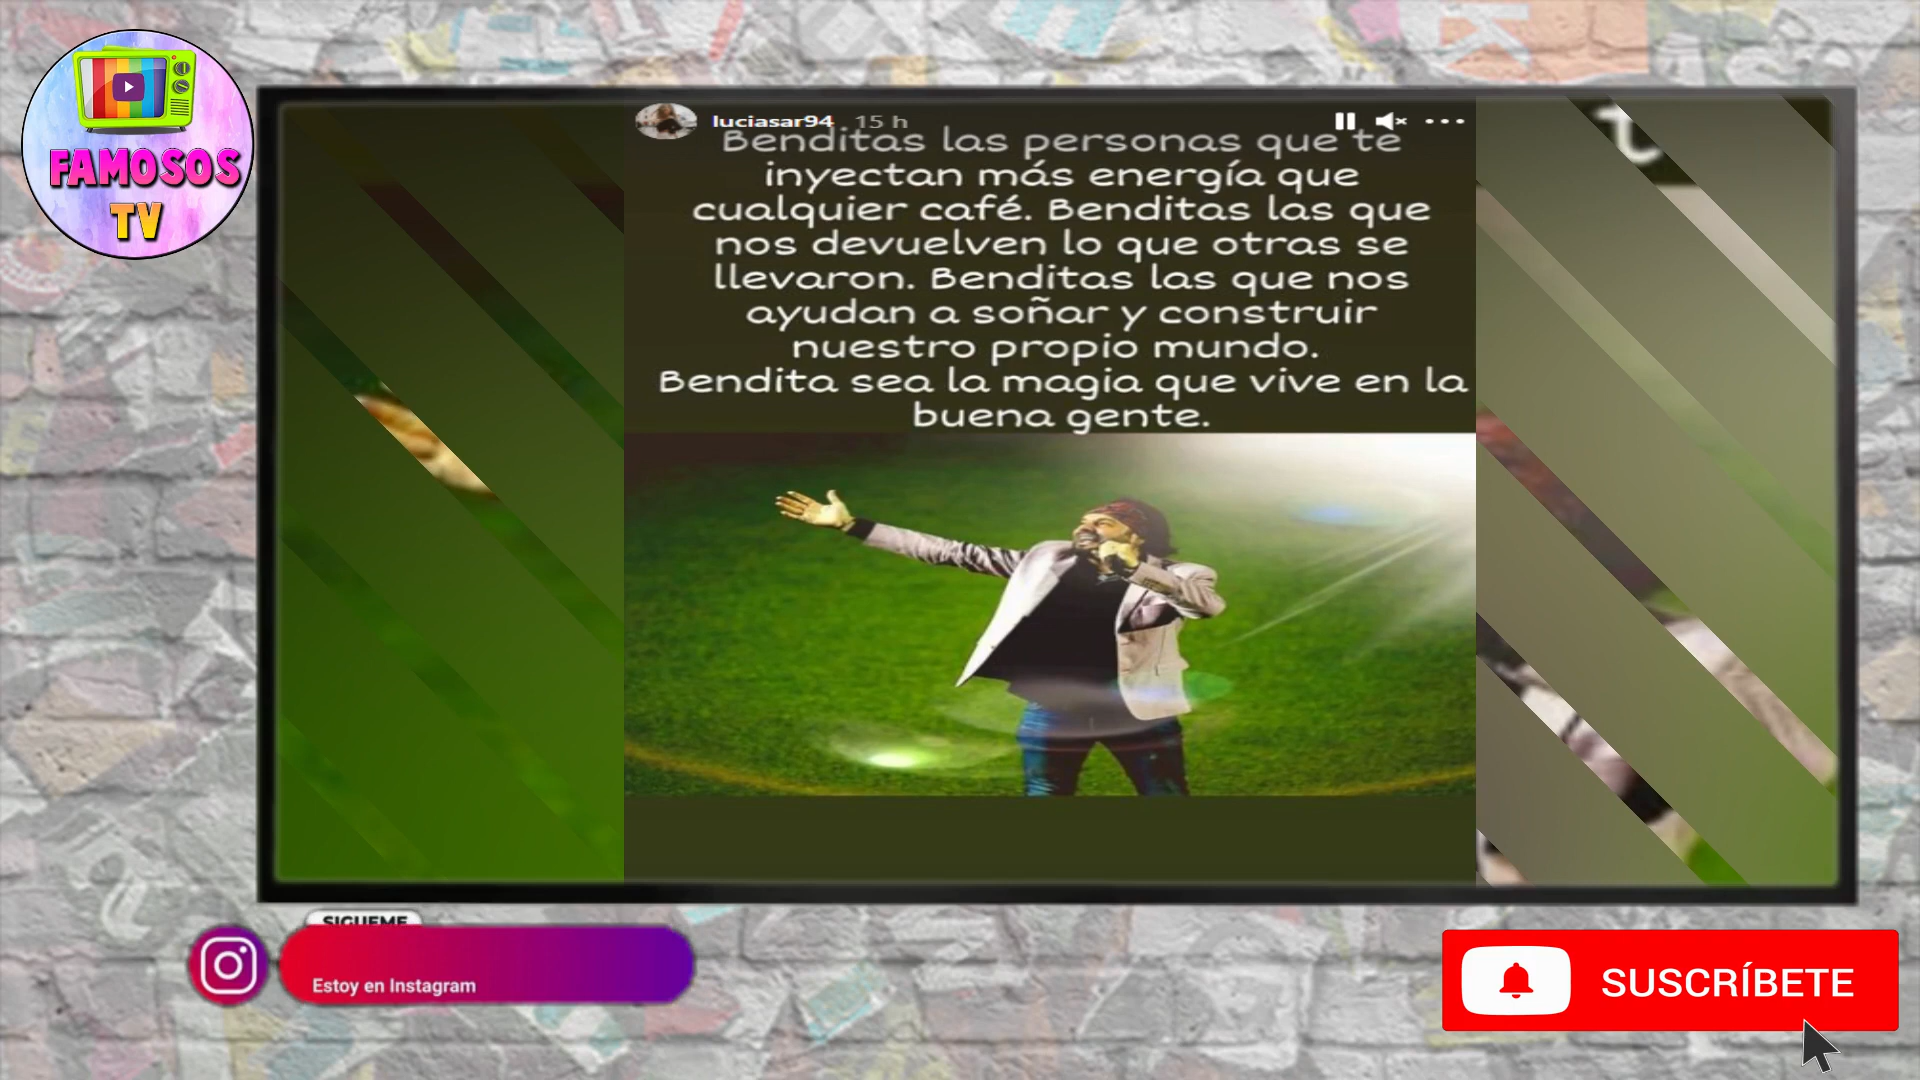 FAMOSOS
TV
luciasar94 15 h
Benditas las personas que te
inyectan más energía que
cualquier café. Benditas las que
nos devuelven lo que otras se
llevaron. Benditas las que nos
ayudan a soñar y construir
nuestro propio mundo.
Bendita sea la magia que vive en la
buena gente.
SIGUEME
Estoy en Instagram
SUSCRÍBETE